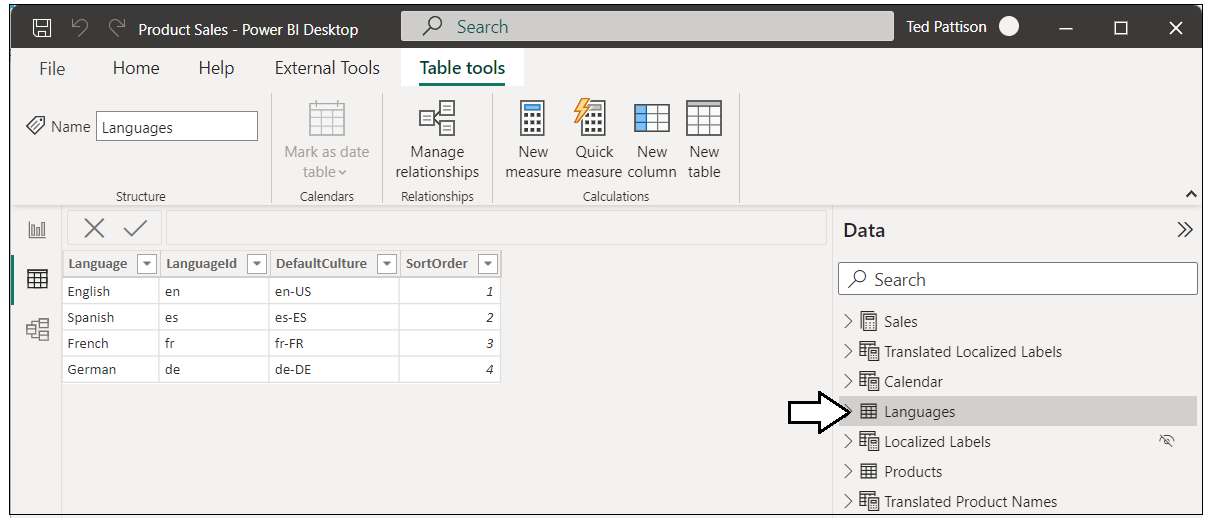 Product Sales - Power BI Desktop
Search
Ted Pattison
File
Home
Help
External Tools
Table tools
Name
Languages
Structure
Mark as date
table
Calendars
Manage
relationships
Relationships
New
measure
Quick
measure
New
column
New
table
Calculations
Language LanguageId DefaultCulture SortOrder
English en en-US 1
Spanish es es-ES 2
French fr fr-FR 3
German de de-DE 4
Data
Search
Sales
Translated Localized Labels
Calendar
Languages
Localized Labels
Products
Translated Product Names